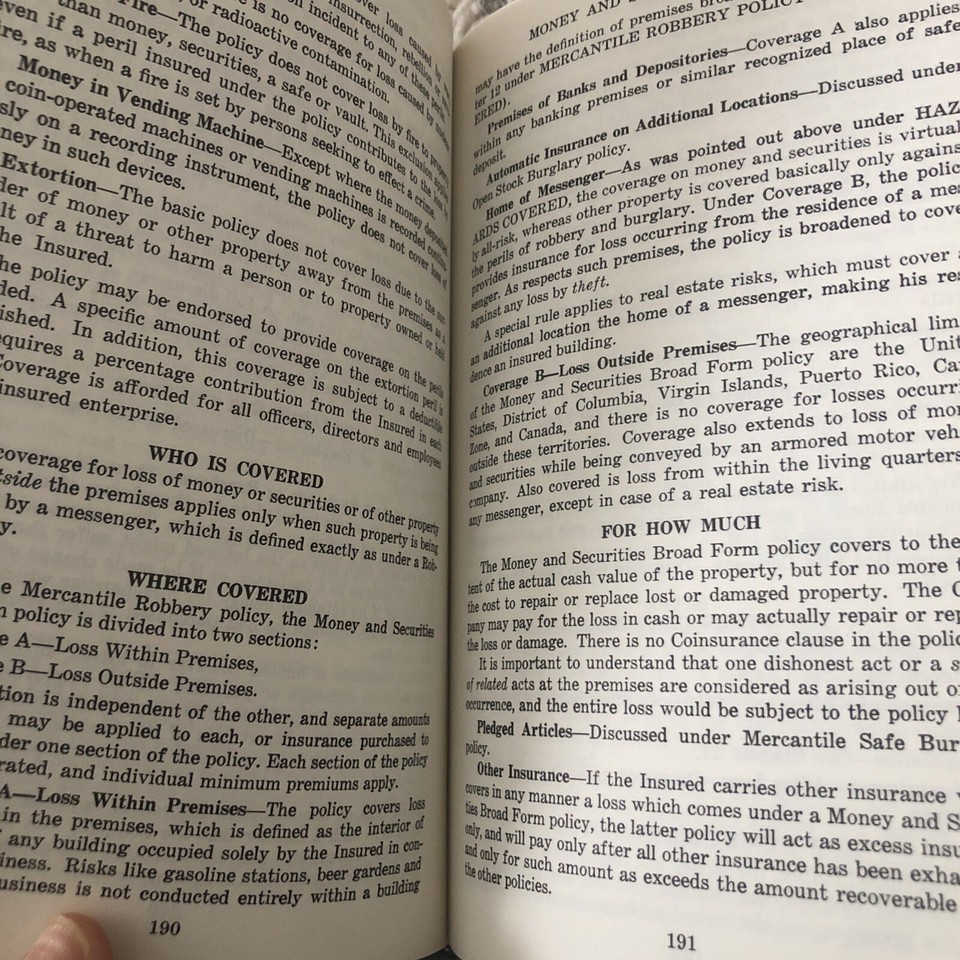 over loss caused by
insurrection, rebellion or
on incident to any of these perils.
is no coverage for loss caused by
or radioactive contamination.
Fire—The policy does not cover loss by fire to property
than money, securities, a safe or vault. This exclusion applies
even if a peril insured under the policy contributes to the loss by
fire, as when a fire is set by persons seeking to effect a crime.
Money in Vending Machine—Except where the money deposited
coin-operated machines or vending machines is recorded
sly on a recording instrument, the policy does not cover loss of
ney in such devices.
Extortion—The basic policy does not cover loss due to the
der of money or other property away from the premises as a
lt of a threat to harm a person or to property owned or held
he Insured.
he policy may be endorsed to provide coverage on the perils
ded. A specific amount of coverage on the extortion peril is
ished. In addition, this coverage is subject to a deductible
quires a percentage contribution from the Insured in each
Coverage is afforded for all officers, directors and employees
insured enterprise.
WHO IS COVERED
coverage for loss of money or securities or of other property
tside the premises applies only when such property is being
by a messenger, which is defined exactly as under a Rob-
y.
WHERE COVERED
e Mercantile Robbery policy, the Money and Securities
m policy is divided into two sections:
e A—Loss Within Premises,
e B—Loss Outside Premises.
tion is independent of the other, and separate amounts
may be applied to each, or insurance purchased to
der one section of the policy. Each section of the policy
rated, and individual minimum premiums apply.
A—Loss Within Premises—The policy covers loss
in the premises, which is defined as the interior of
any building occupied solely by the Insured in con-
iness. Risks like gasoline stations, beer gardens and
usiness is not conducted entirely within a building
190
MONEY AND
may have the definition of premises
ter 12 under MERCANTILE ROBBERY POLICY
ERED).
Premises of Banks and Depositories—Coverage A also applies
within any banking premises or similar recognized place of safe
deposit.
Automatic Insurance on Additional Locations—Discussed under
Open Stock Burglary policy.
Home of Messenger—As was pointed out above under HAZ
ARDS COVERED, the coverage on money and securities is virtual
ly all-risk, whereas other property is covered basically only against
the perils of robbery and burglary. Under Coverage B, the polic
provides insurance for loss occurring from the residence of a mes
senger. As respects such premises, the policy is broadened to cove
against any loss by theft.
A special rule applies to real estate risks, which must cover a
an additional location the home of a messenger, making his res
dence an insured building.
Coverage B—Loss Outside Premises—The geographical lim
of the Money and Securities Broad Form policy are the Unit
States, District of Columbia, Virgin Islands, Puerto Rico, Ca
Zone, and Canada, and there is no coverage for losses occurri
outside these territories. Coverage also extends to loss of mon
and securities while being conveyed by an armored motor veh
company. Also covered is loss from within the living quarters
any messenger, except in case of a real estate risk.
FOR HOW MUCH
The Money and Securities Broad Form policy covers to the
tent of the actual cash value of the property, but for no more t
the cost to repair or replace lost or damaged property. The C
pany may pay for the loss in cash or may actually repair or rep
the loss or damage. There is no Coinsurance clause in the polic
It is important to understand that one dishonest act or a s
of related acts at the premises are considered as arising out o
occurrence, and the entire loss would be subject to the policy l
Pledged Articles—Discussed under Mercantile Safe Bur
policy.
Other Insurance—If the Insured carries other insurance
covers in any manner a loss which comes under a Money and S
ties Broad Form policy, the latter policy will act as excess insu
only, and will pay only after all other insurance has been exha
and only for such amount as exceeds the amount recoverable
the other policies.
191